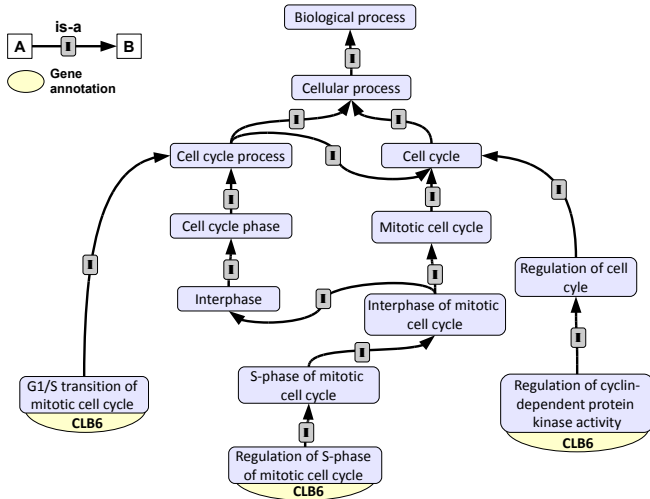 Biological process
is-a
A
I
B
I
Gene
annotation
Cellular process
I
I
Cell cycle process
I
Cell cycle
I
I
I
Cell cycle phase
Mitotic cell cycle
I
I
I
Regulation of cell
cyle
Interphase
I
Interphase of mitotic
cell cycle
I
I
G1/S transition of
mitotic cell cycle
CLB6
S-phase of mitotic
cell cycle
Regulation of cyclin-
dependent protein
kinase activity
CLB6
I
Regulation of S-phase
of mitotic cell cycle
CLB6